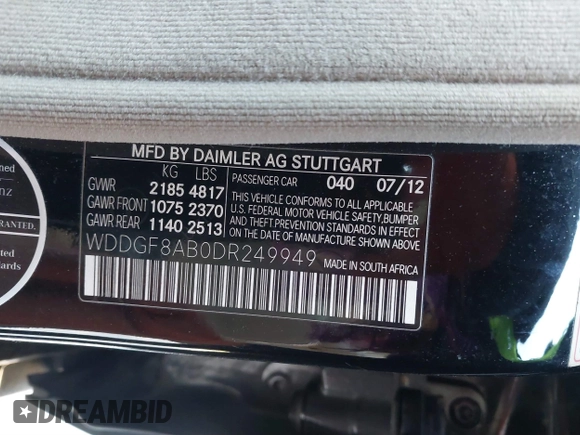 MFD BY DAIMLER AG STUTTGART
KG LBS
GVWR 2185 4817
GAWR FRONT 1075 2370
GAWR REAR 1140 2513
PASSENGER CAR 040 07/12
THIS VEHICLE CONFORMS TO ALL APPLICABLE
U.S. FEDERAL MOTOR VEHICLE SAFETY, BUMPER
AND THEFT PREVENTION STANDARDS IN EFFECT
ON THE DATE OF MANUFACTURE SHOWN ABOVE
WDDGF8AB0DR249949
MADE IN SOUTH AFRICA
DREAMBID